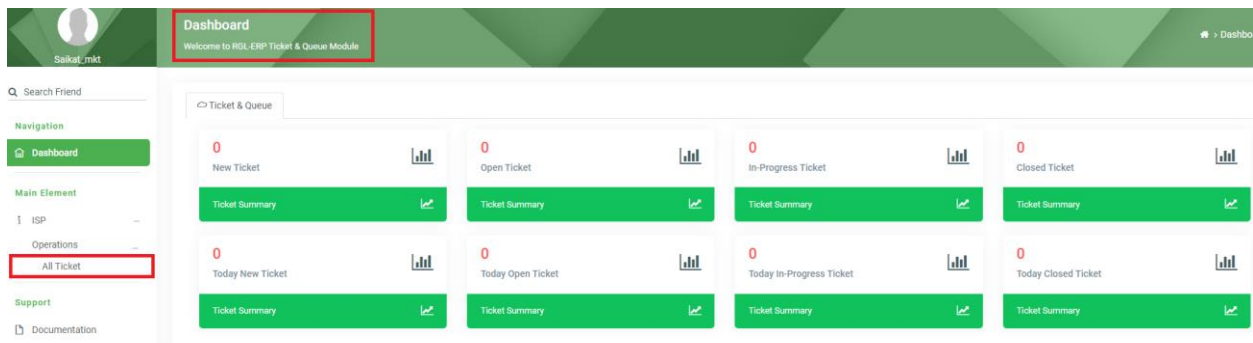 Saikat_mkt
Search Friend
Navigation
Dashboard
Main Element
ISP
Operations
All Ticket
Support
Documentation
Dashboard
Welcome to RGL-ERP Ticket & Queue Module
> Dashbo
Ticket & Queue
0
New Ticket
Ticket Summary
0
Open Ticket
Ticket Summary
0
In-Progress Ticket
Ticket Summary
0
Closed Ticket
Ticket Summary
0
Today New Ticket
Ticket Summary
0
Today Open Ticket
Ticket Summary
0
Today In-Progress Ticket
Ticket Summary
0
Today Closed Ticket
Ticket Summary